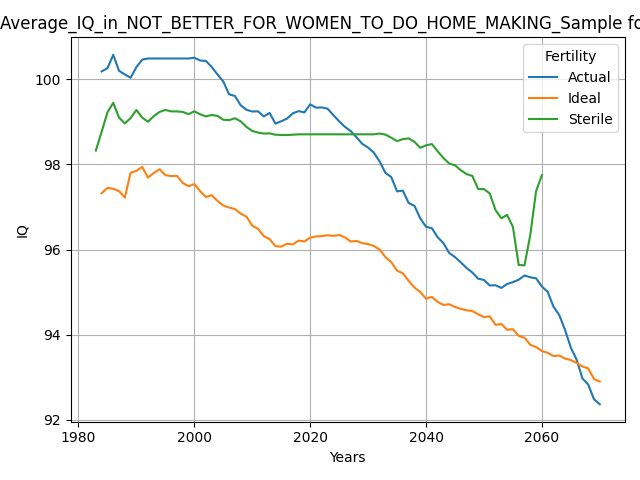 Average_IQ_in_NOT_BETTER_FOR_WOMEN_TO_DO_HOME_MAKING_Sample fo
Fertility
Actual
Ideal
Sterile
IQ
100
98
96
94
92
1980 2000 2020 2040 2060
Years